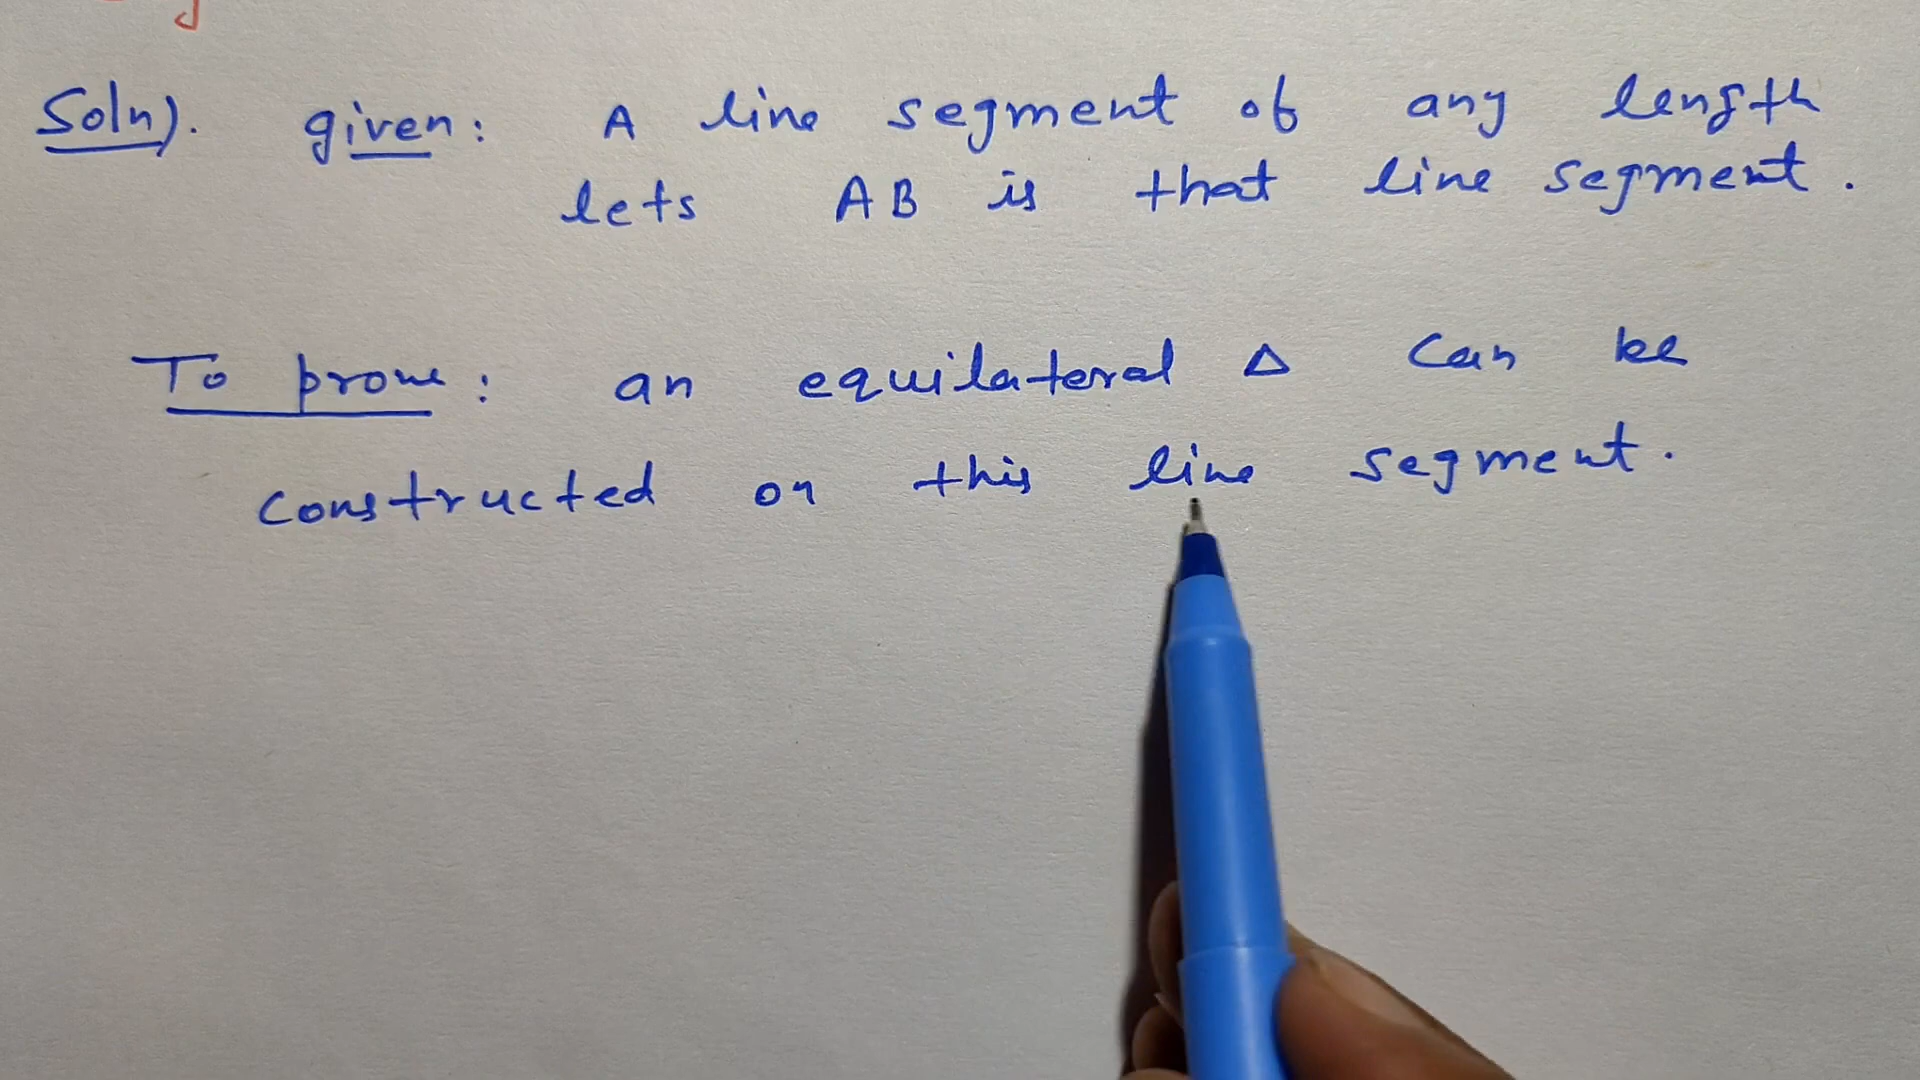 Soln). given: A line segment of any length
lets AB is that line segment.
To prove: an equilateral Δ can be
constructed on this line segment.